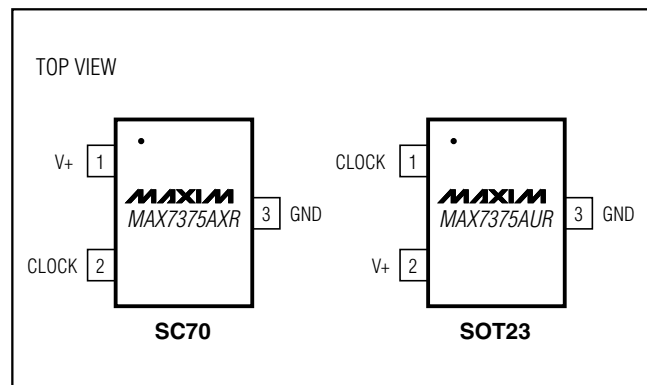 TOP VIEW
V+ 1
CLOCK 2
3 GND
MAXIM
MAX7375AXR
SC70
CLOCK 1
V+ 2
3 GND
MAXIM
MAX7375AUR
SOT23